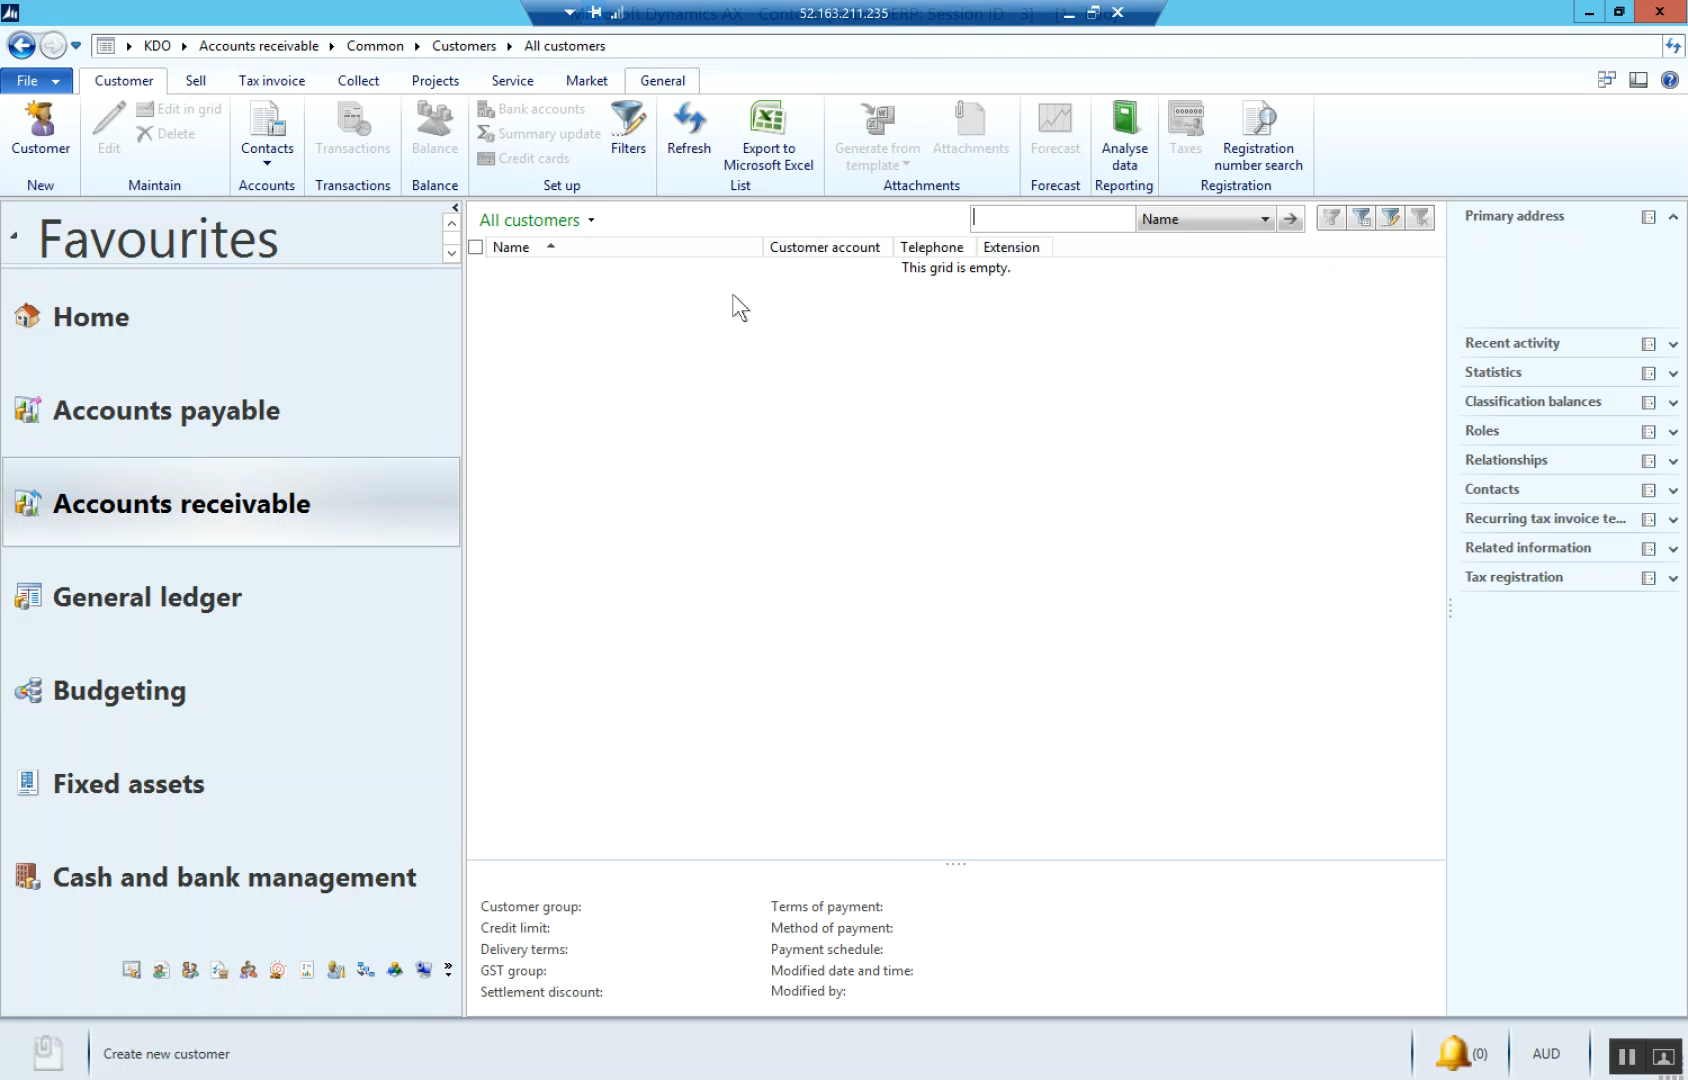 52.163.211.235
KDO Accounts receivable Common Customers All customers
File Customer Sell Tax invoice Collect Projects Service Market General
Customer
New
Edit
Edit in grid
Delete
Maintain
Contacts
Accounts
Transactions
Transactions
Balance
Balance
Bank accounts
Summary update
Credit cards
Filters
Set up
Refresh
Export to
Microsoft Excel
List
Generate from
template
Attachments
Attachments
Forecast
Forecast
Analyse
data
Reporting
Taxes
Registration
number search
Registration
Favourites
Home
Accounts payable
Accounts receivable
General ledger
Budgeting
Fixed assets
Cash and bank management
All customers
Name
Name Customer account Telephone Extension
This grid is empty.
Customer group:
Credit limit:
Delivery terms:
GST group:
Settlement discount:
Terms of payment:
Method of payment:
Payment schedule:
Modified date and time:
Modified by:
Primary address
Recent activity
Statistics
Classification balances
Roles
Relationships
Contacts
Recurring tax invoice te...
Related information
Tax registration
Create new customer
(0)
AUD